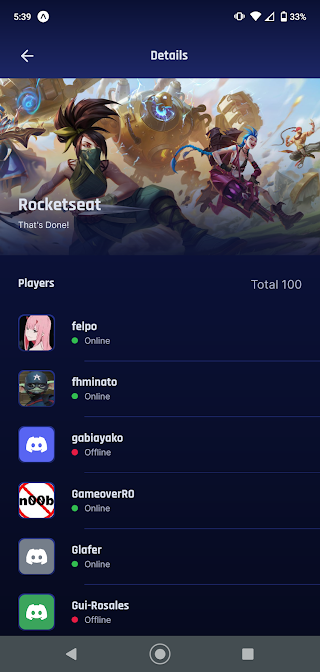 5:39
33%
Details
Rocketseat
That's Done!
Players
Total 100
felpo
Online
fhminato
Online
gabiayako
Offline
n00b
GameoverRO
Online
Glafer
Online
Gui-Rosales
Offline